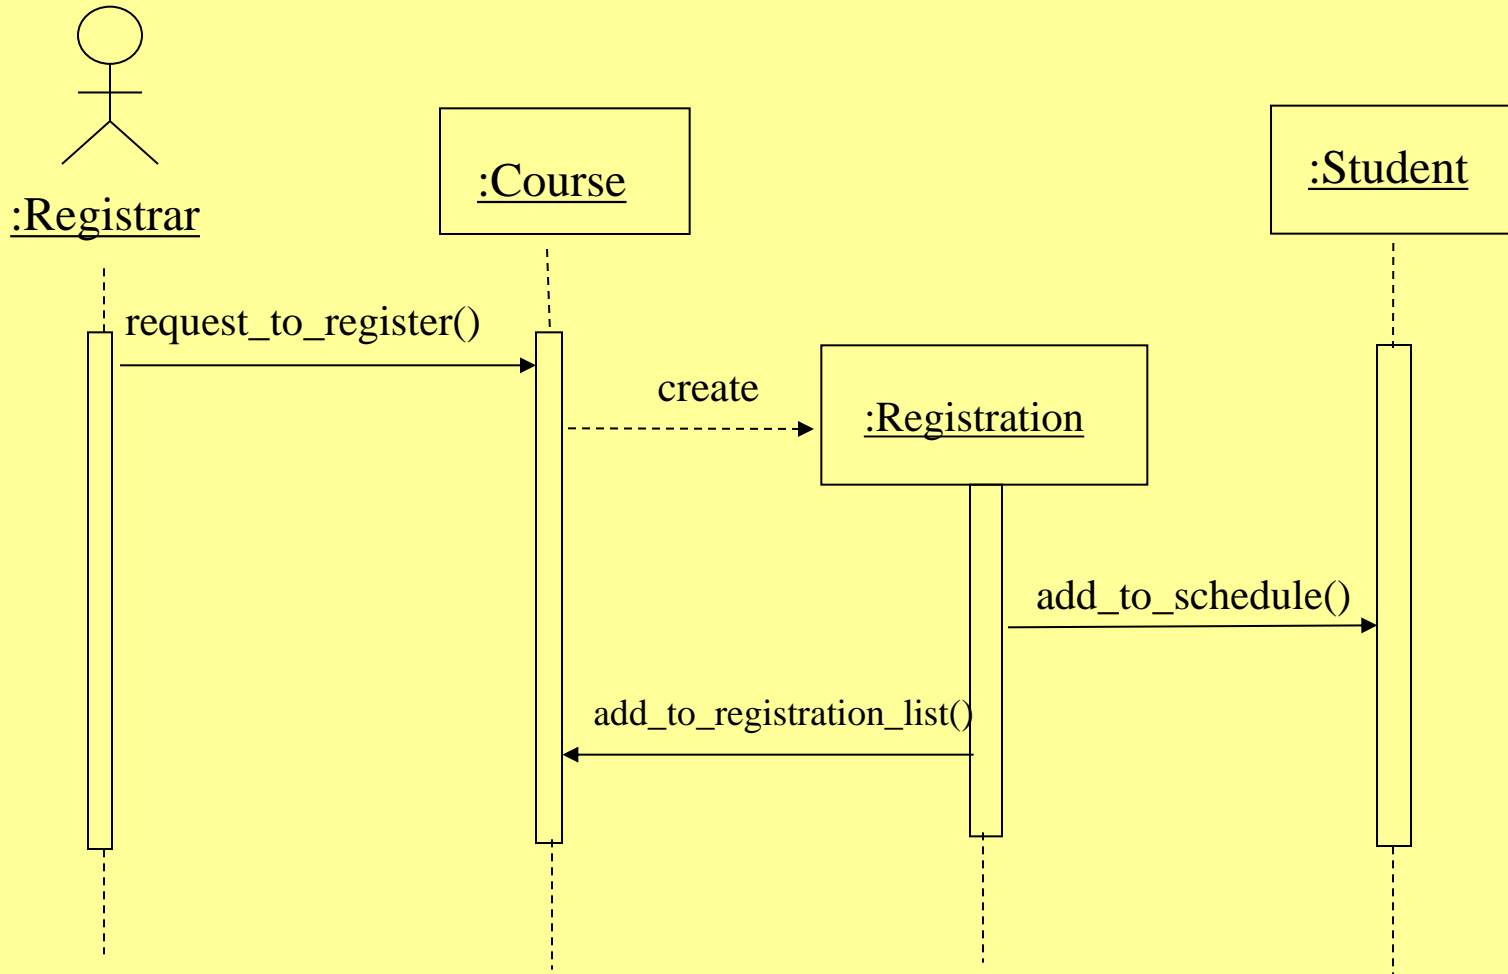 :Registrar
:Course
:Student
request_to_register()
create
:Registration
add_to_schedule()
add_to_registration_list()